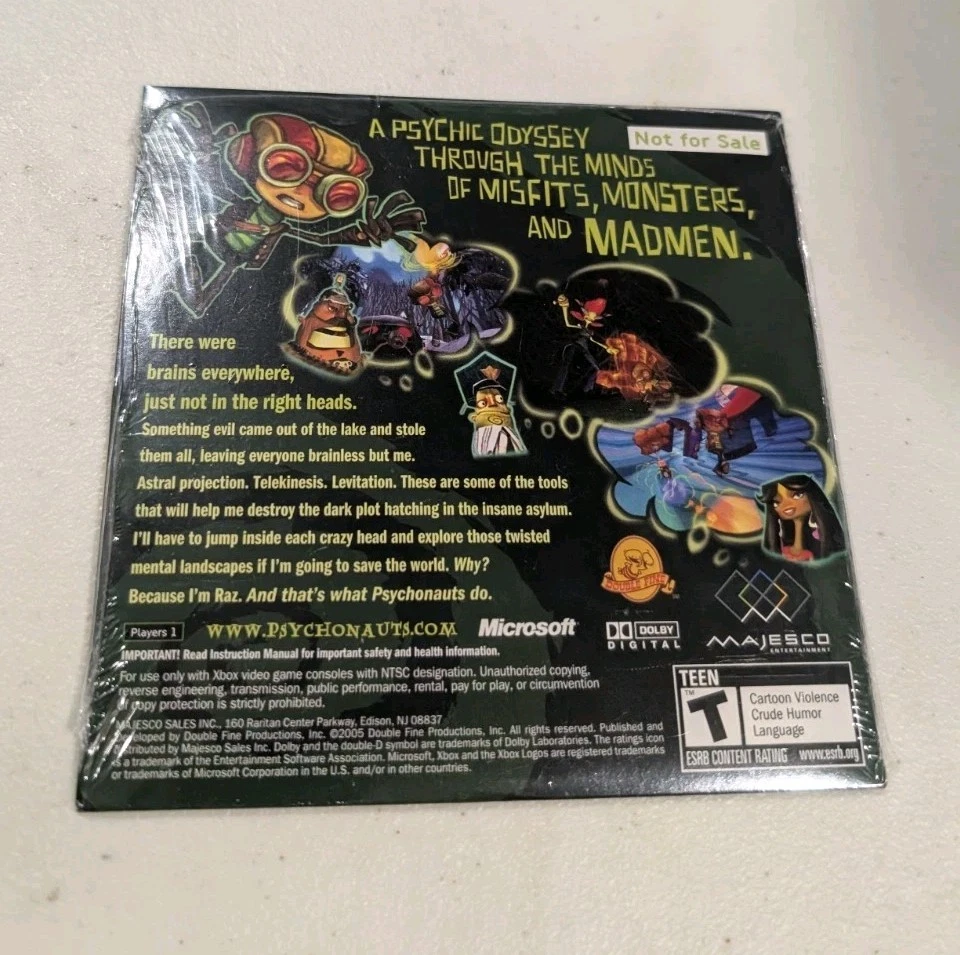 A PSYCHIC ODYSSEY
Not for Sale
THROUGH THE MINDS
OF MISFITS, MONSTERS,
AND MADMEN.
There were
brains everywhere,
just not in the right heads.
Something evil came out of the lake and stole
them all, leaving everyone brainless but me.
Astral projection. Telekinesis. Levitation. These are some of the tools
that will help me destroy the dark plot hatching in the insane asylum.
I'll have to jump inside each crazy head and explore those twisted
mental landscapes if I'm going to save the world. Why?
Because I'm Raz. And that's what Psychonauts do.
DOUBLE FINE
TM
Players 1
WWW.PSYCHONAUTS.COM
Microsoft
DOLBY
DIGITAL
MAJESCO
ENTERTAINMENT
IMPORTANT! Read Instruction Manual for important safety and health information.
For use only with Xbox video game consoles with NTSC designation. Unauthorized copying,
reverse engineering, transmission, public performance, rental, pay for play, or circumvention
of copy protection is strictly prohibited.
MAJESCO SALES INC., 160 Raritan Center Parkway, Edison, NJ 08837
Developed by Double Fine Productions, Inc. ©2005 Double Fine Productions, Inc. All rights reserved. Published and
distributed by Majesco Sales Inc. Dolby and the double-D symbol are trademarks of Dolby Laboratories. The ratings icon
is a trademark of the Entertainment Software Association. Microsoft, Xbox and the Xbox Logos are registered trademarks
or trademarks of Microsoft Corporation in the U.S. and/or in other countries.
TEEN
TM
T
Cartoon Violence
Crude Humor
Language
ESRB CONTENT RATING www.esrb.org